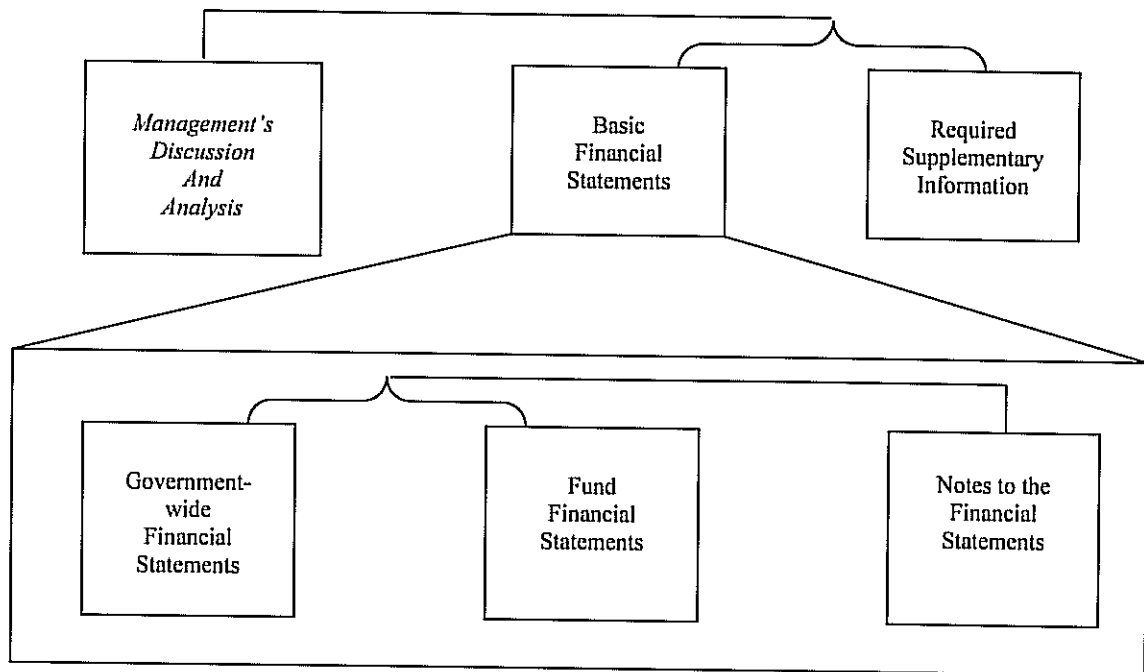 Management's
Discussion
And
Analysis
Basic
Financial
Statements
Required
Supplementary
Information
Government-
wide
Financial
Statements
Fund
Financial
Statements
Notes to the
Financial
Statements